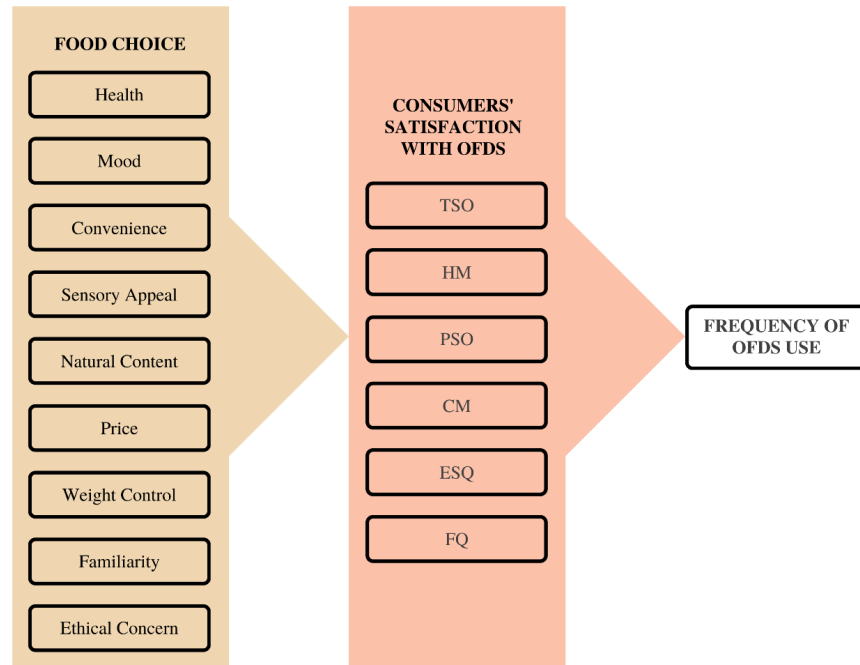 FOOD CHOICE
Health
Mood
Convenience
Sensory Appeal
Natural Content
Price
Weight Control
Familiarity
Ethical Concern
CONSUMERS'
SATISFACTION
WITH OFDS
TSO
HM
PSO
CM
ESQ
FQ
FREQUENCY OF
OFDS USE